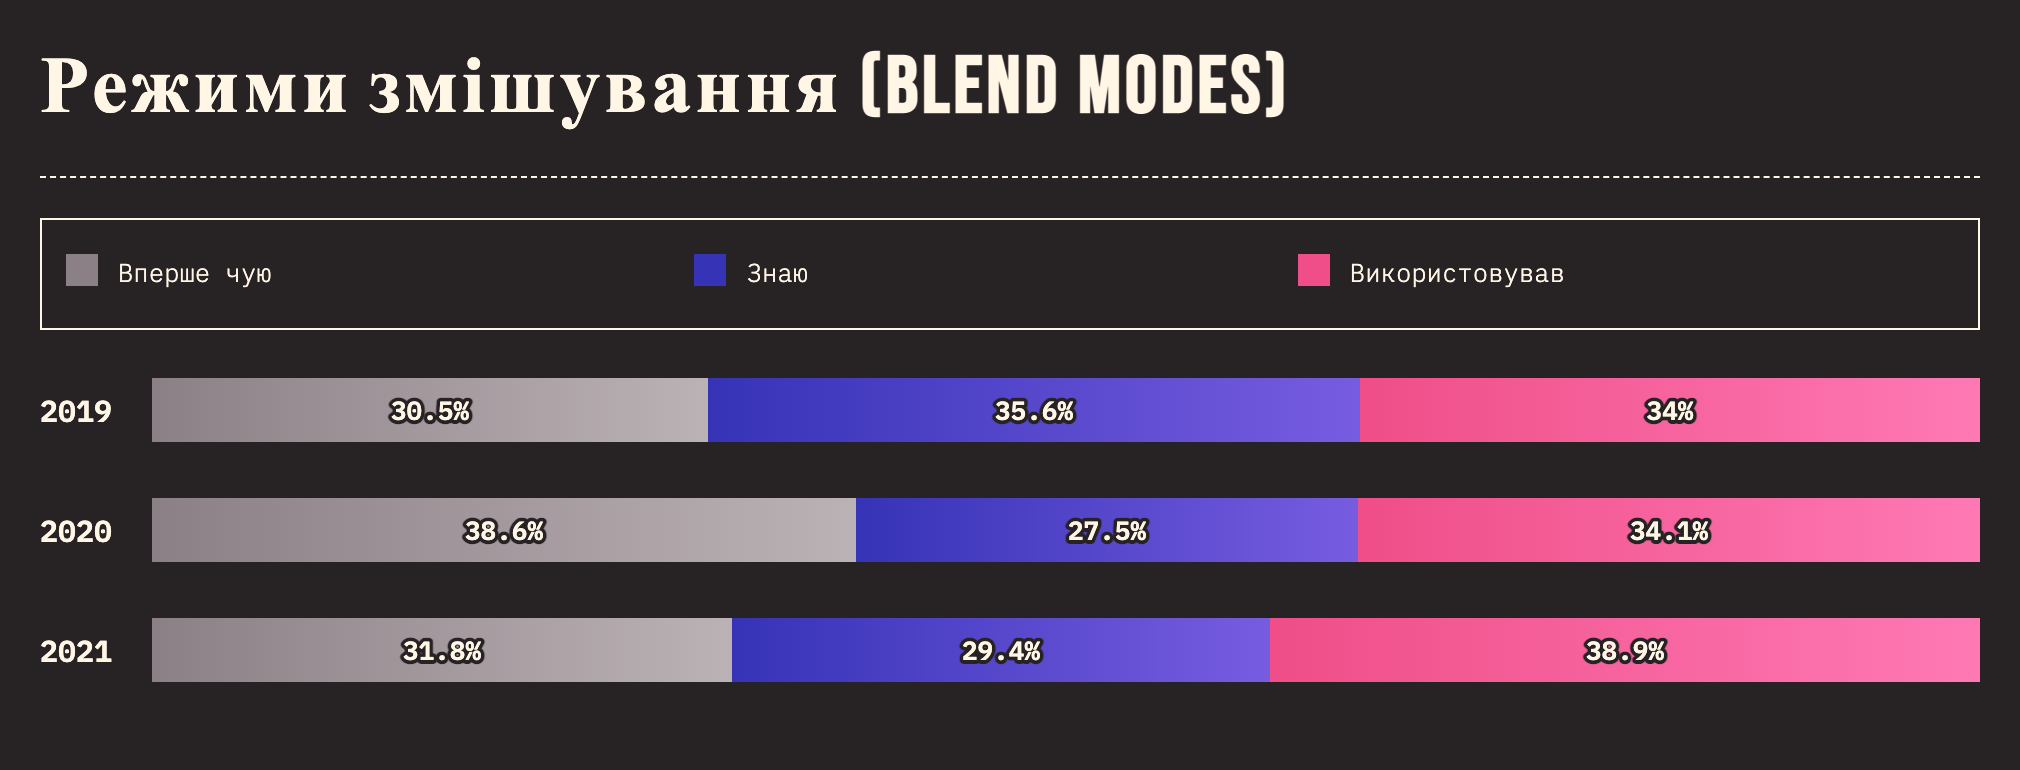 Режими змішування (BLEND MODES)
Вперше чую Знаю Використовував
2019 30.5% 35.6% 34%
2020 38.6% 27.5% 34.1%
2021 31.8% 29.4% 38.9%